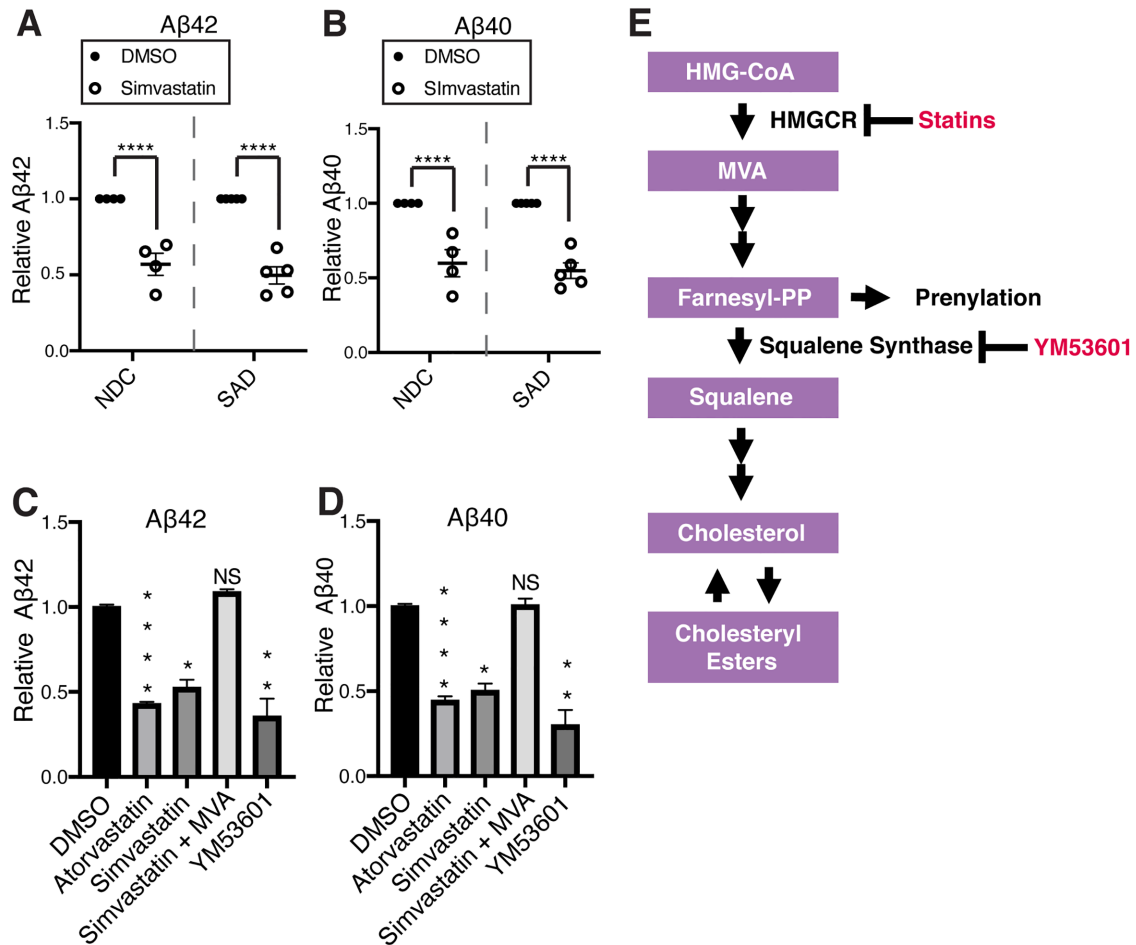 A
Aβ42
DMSO
Simvastatin
Relative Aβ42
1.5
1.0
0.5
0.0
****
****
NDC
SAD
B
Aβ40
DMSO
SImvastatin
Relative Aβ40
1.5
1.0
0.5
0.0
****
****
NDC
SAD
C
Aβ42
Relative Aβ42
1.5
1.0
0.5
0.0
****
*
NS
**
DMSO
Atorvastatin
Simvastatin
Simvastatin + MVA
YM53601
D
Aβ40
Relative Aβ40
1.5
1.0
0.5
0.0
****
*
NS
**
DMSO
Atorvastatin
Simvastatin
Simvastatin + MVA
YM53601
E
HMG-CoA
HMGCR
Statins
MVA
Farnesyl-PP
Prenylation
Squalene Synthase
YM53601
Squalene
Cholesterol
Cholesteryl
Esters